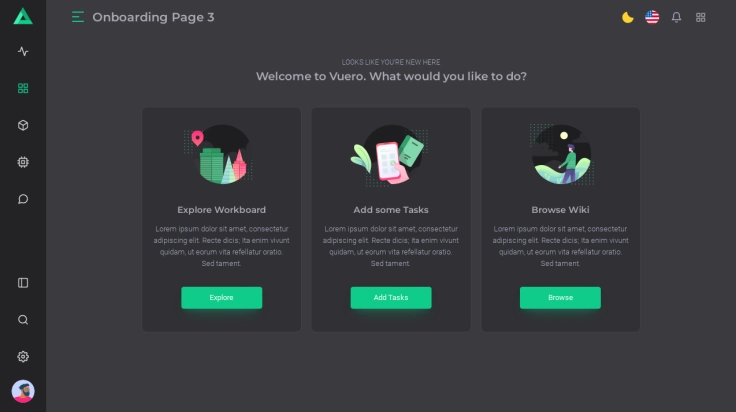 Onboarding Page 3
LOOKS LIKE YOU'RE NEW HERE
Welcome to Vuero. What would you like to do?
Explore Workboard
Lorem ipsum dolor sit amet, consectetur
adipiscing elit. Recte dicis; Ita enim vivunt
quidam, ut eorum vita refellatur oratio.
Sed tament.
Explore
Add some Tasks
Lorem ipsum dolor sit amet, consectetur
adipiscing elit. Recte dicis; Ita enim vivunt
quidam, ut eorum vita refellatur oratio.
Sed tament.
Add Tasks
Browse Wiki
Lorem ipsum dolor sit amet, consectetur
adipiscing elit. Recte dicis; Ita enim vivunt
quidam, ut eorum vita refellatur oratio.
Sed tament.
Browse